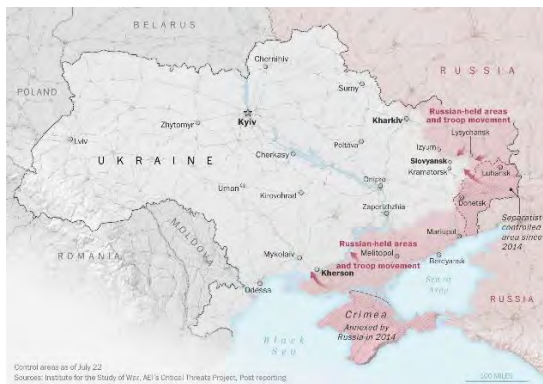 BELARUS
Chernihiv
RUSSIA
POLAND
Sumy
Kyiv
Kharkiv
Russian-held areas
and troop movement
Zhytomyr
Lysychansk
Lviv
Poltava
Izyum
UKRAINE
Cherkasy
Slovyansk
Kramatorsk
Luhansk
Uman
Dnipro
Kirovohrad
Donetsk
Zaporizhzhia
Separatist
controlled
area since
2014
MOLDOVA
Mariupol
Russian-held areas
ROMANIA
Mykolaiv
Melitopol
and troop movement
Berdyansk
Kherson
Odessa
Sea of
Azov
RUSSIA
Crimea
Annexed by
Russia in 2014
Black
Sea
Control areas as of July 22
Sources: Institute for the Study of War, AEI's Critical Threats Project, Post reporting
100 MILES